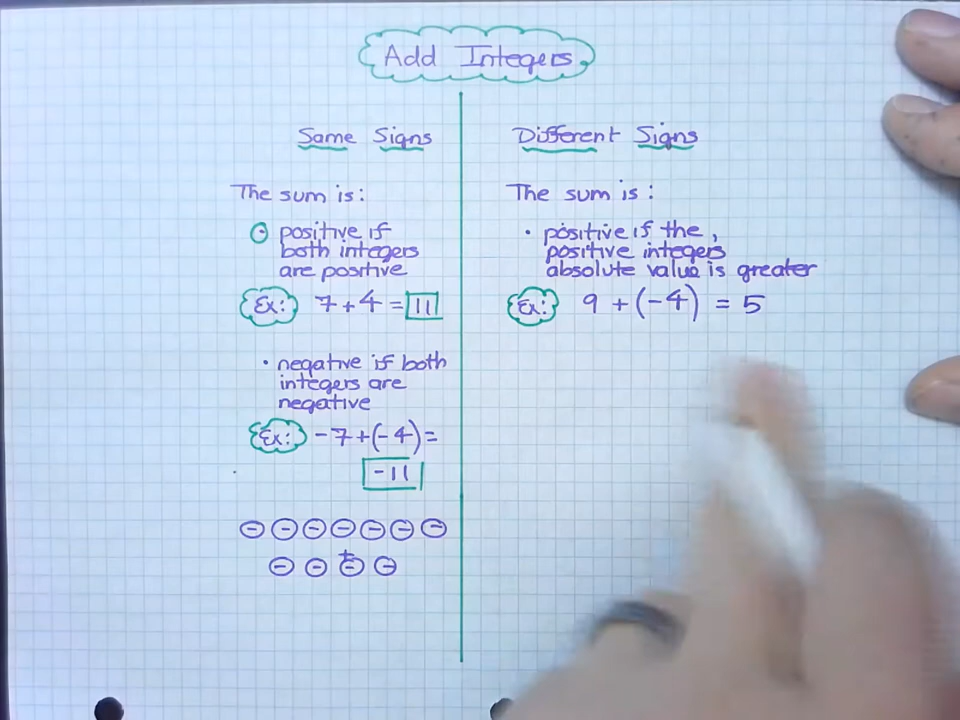 Add Integers
Same Signs
The sum is:
positive if
both integers
are positive
Ex: 7 + 4 = 11
• negative if both
integers are
negative
Ex: -7 + (-4) =
-11
- - - - - - -
+
- - - -
Different Signs
The sum is:
• positive if the
positive integers
absolute value is greater
Ex: 9 + (-4) = 5